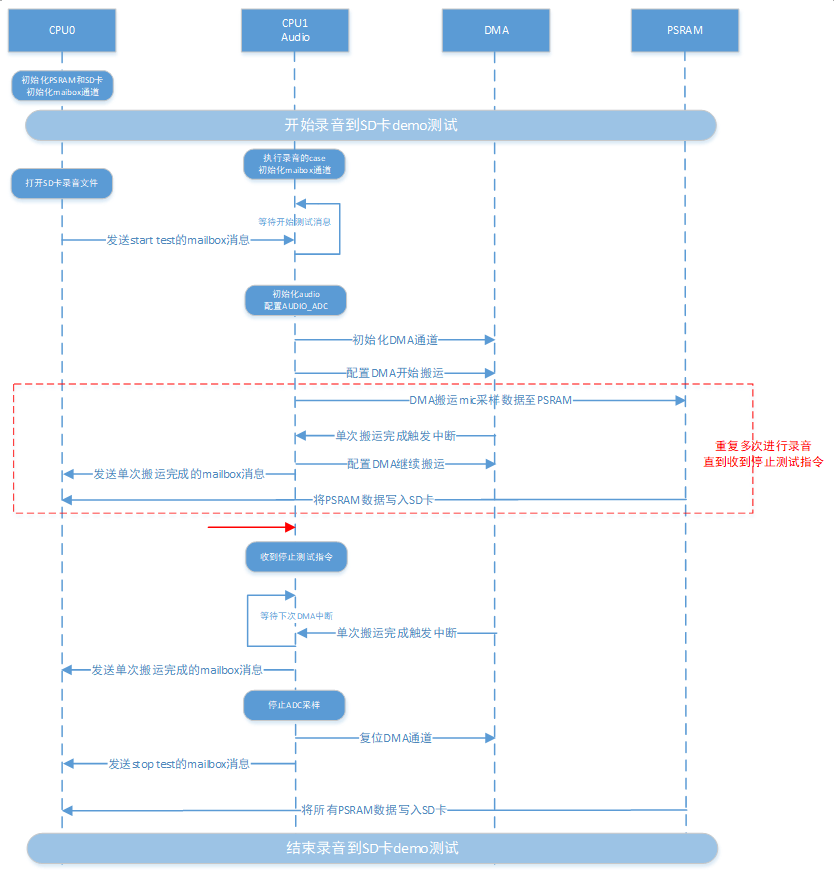 CPU0
CPU1
Audio
DMA
PSRAM
初始化PSRAM和SD卡
初始化maibox通道
开始录音到SD卡demo测试
执行录音的case
初始化maibox通道
打开SD卡录音文件
等待开始测试消息
发送start test的mailbox消息
初始化audio
配置AUDIO_ADC
初始化DMA通道
配置DMA开始搬运
DMA搬运mic采样数据至PSRAM
单次搬运完成触发中断
重复多次进行录音
直到收到停止测试指令
配置DMA继续搬运
发送单次搬运完成的mailbox消息
将PSRAM数据写入SD卡
收到停止测试指令
等待下次DMA中断
单次搬运完成触发中断
发送单次搬运完成的mailbox消息
停止ADC采样
复位DMA通道
发送stop test的mailbox消息
将所有PSRAM数据写入SD卡
结束录音到SD卡demo测试